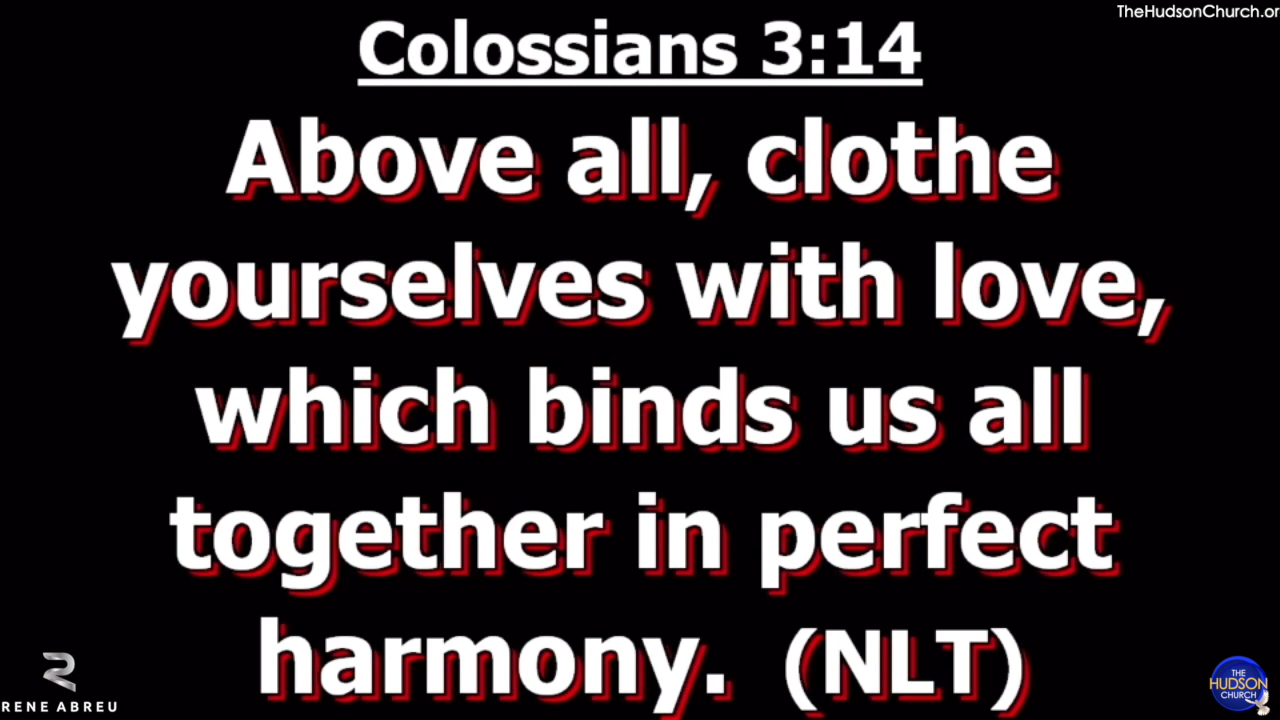 TheHudsonChurch.or
Colossians 3:14
Above all, clothe
yourselves with love,
which binds us all
together in perfect
harmony. (NLT)
RENE ABREU
THE
HUDSON
CHURCH